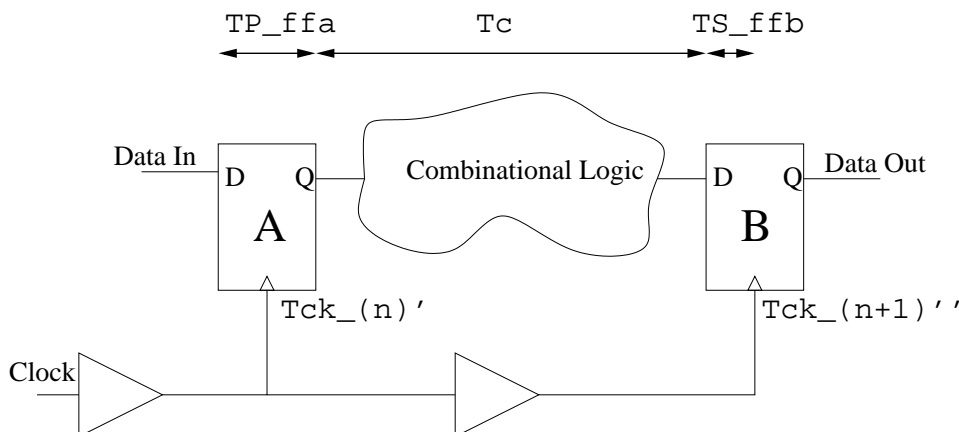 TP_ffa Tc TS_ffb
Data In D Q Combinational Logic D Q Data Out
A B
Tck_(n)' Tck_(n+1)''
Clock